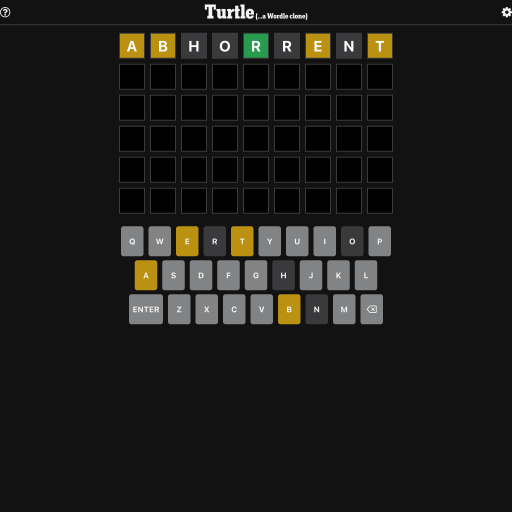 Turtle (...a Wordle clone)
A B H O R R E N T
Q W E R T Y U I O P
A S D F G H J K L
ENTER Z X C V B N M